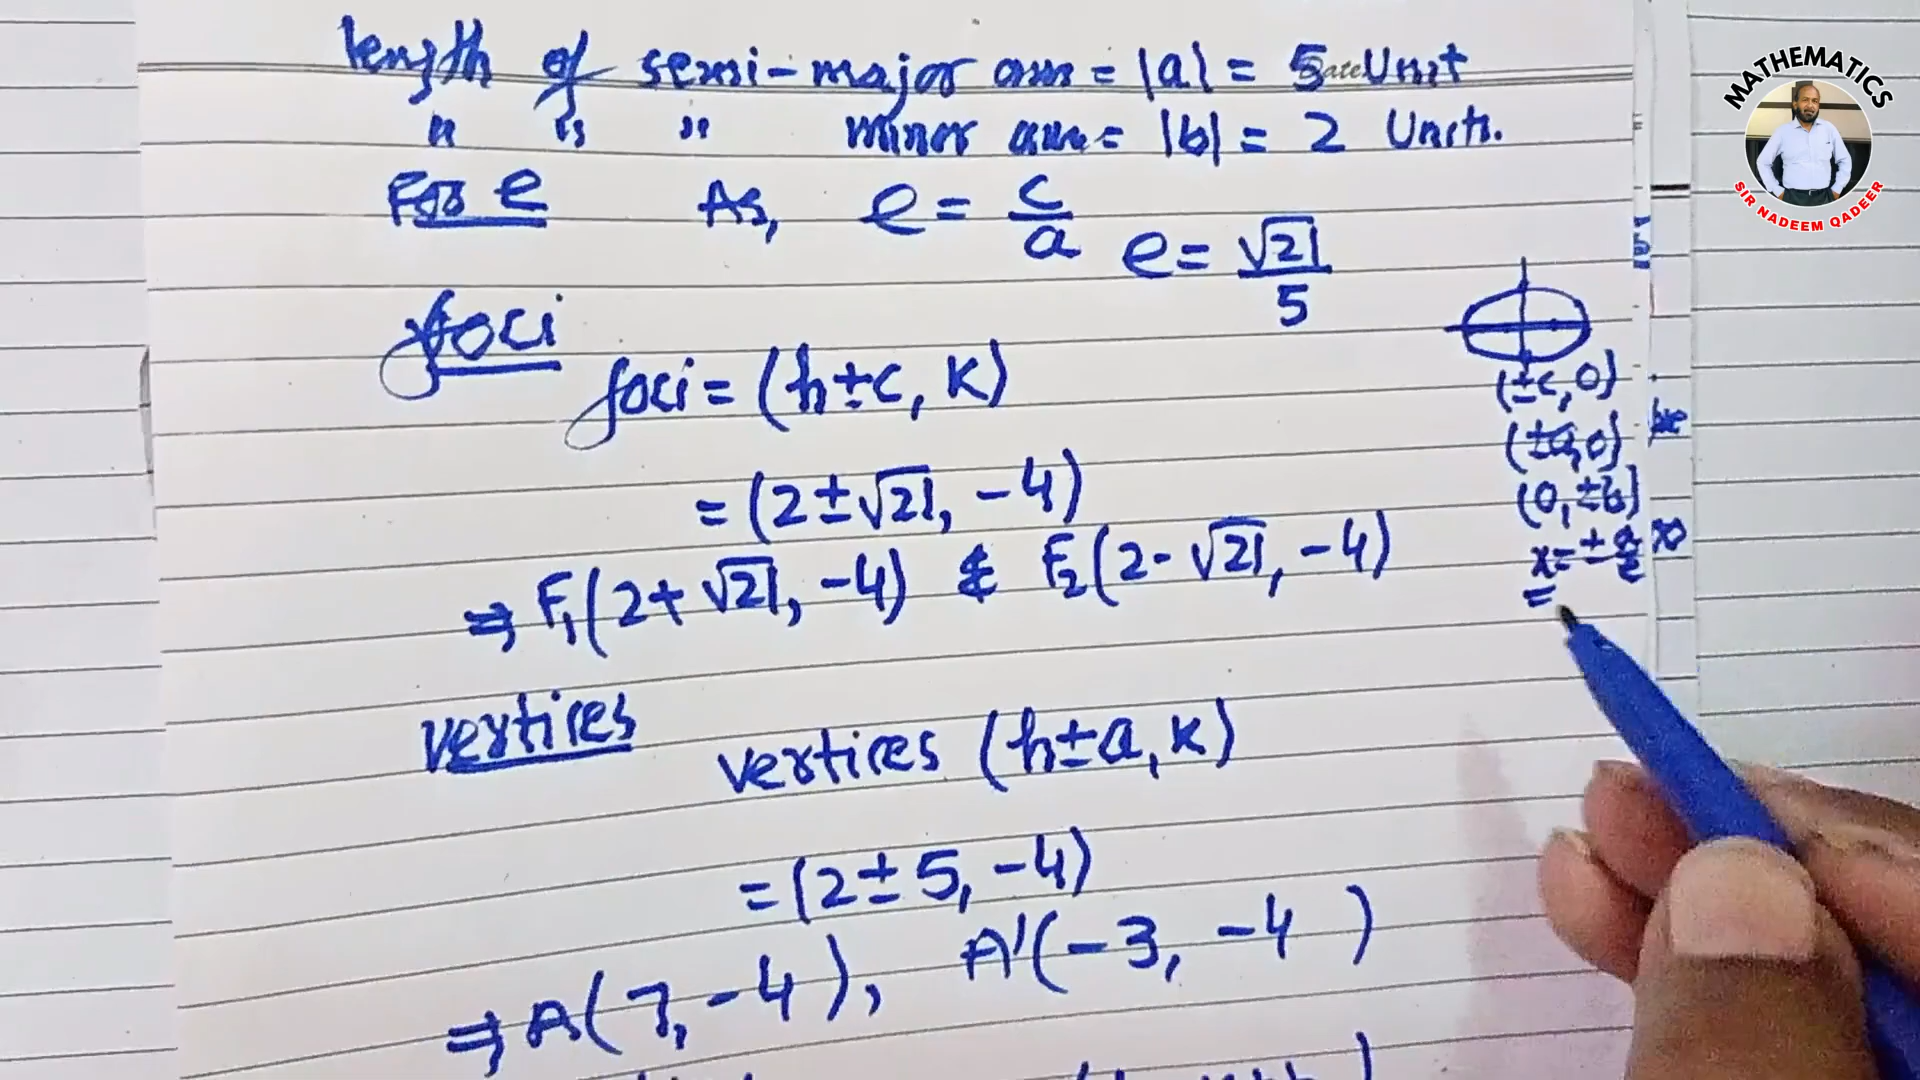 length of semi-major axis = |a| = 5 Unit
" " " minor axis = |b| = 2 Units.
For e As, e = c/a e = √21/5
foci
foci = (h±c, k)
= (2±√21, -4)
⇒ F₁(2+√21, -4) & F₂(2-√21, -4)
vertices
vertices (h±a, k)
= (2±5, -4)
⇒ A(7, -4), A'(-3, -4)
(±c, 0)
(±a, 0)
(0, ±b)
x = ±a/e
=
MATHEMATICS
SIR NADEEM QADEER